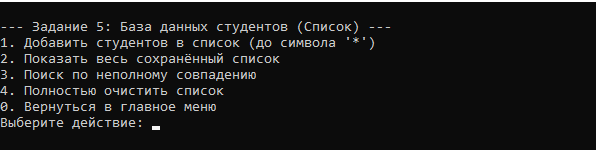 --- Задание 5: База данных студентов (Список) ---
1. Добавить студентов в список (до символа '*')
2. Показать весь сохранённый список
3. Поиск по неполному совпадению
4. Полностью очистить список
0. Вернуться в главное меню
Выберите действие: